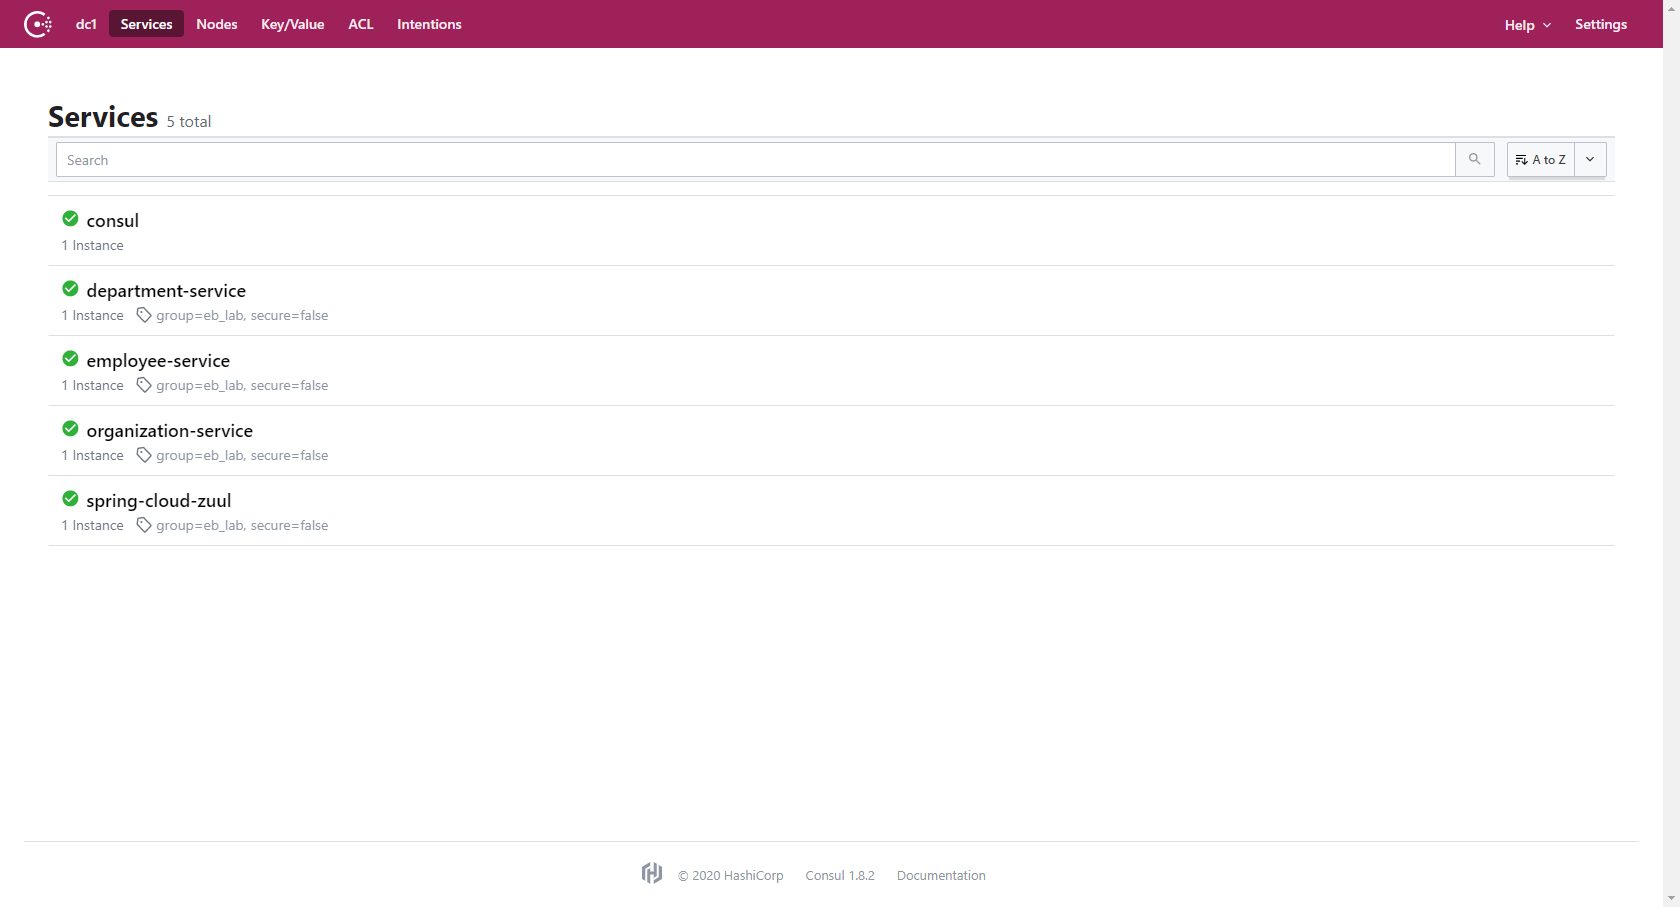 dc1 Services Nodes Key/Value ACL Intentions Help Settings
Services 5 total
Search A to Z
consul
1 Instance
department-service
1 Instance group=eb_lab, secure=false
employee-service
1 Instance group=eb_lab, secure=false
organization-service
1 Instance group=eb_lab, secure=false
spring-cloud-zuul
1 Instance group=eb_lab, secure=false
© 2020 HashiCorp Consul 1.8.2 Documentation